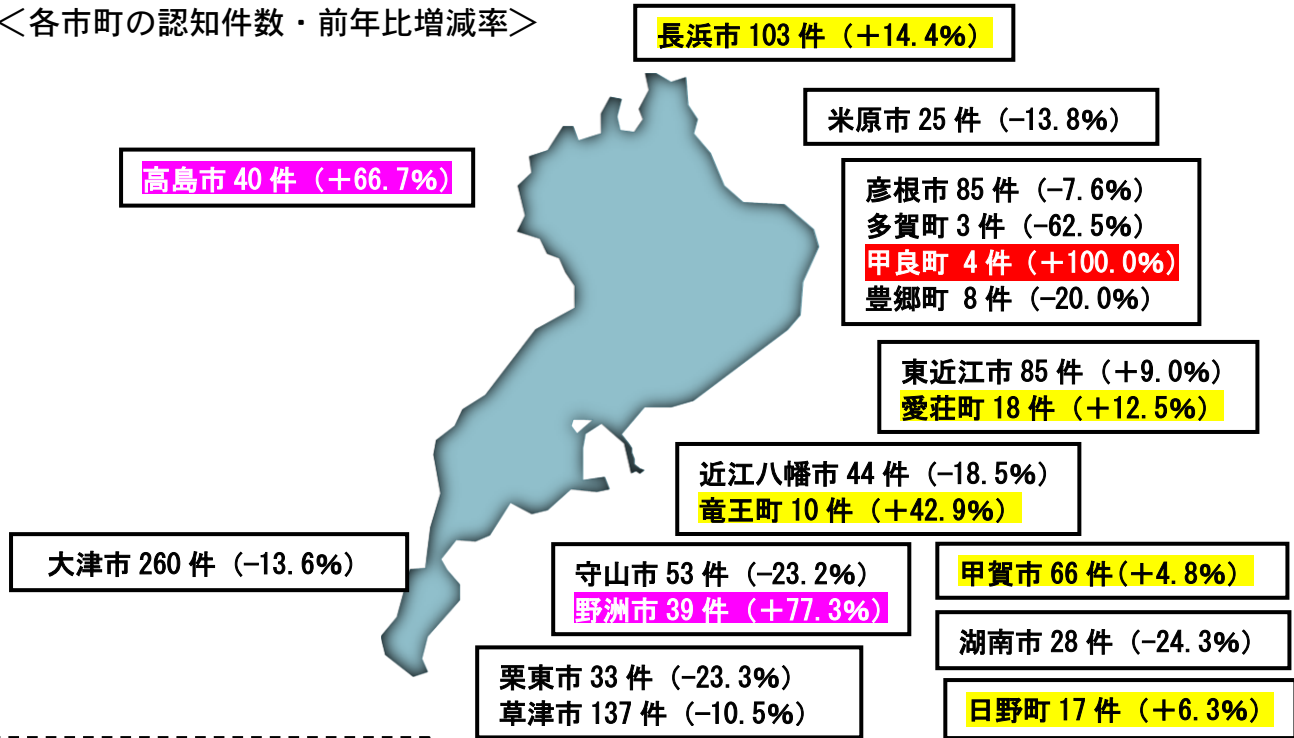 ＜各市町の認知件数・前年比増減率＞
長浜市 103 件（＋14.4%）
米原市 25 件（−13.8%）
高島市 40 件（＋66.7%）
彦根市 85 件（−7.6%）
多賀町 3 件（−62.5%）
甲良町 4 件（＋100.0%）
豊郷町 8 件（−20.0%）
東近江市 85 件（＋9.0%）
愛荘町 18 件（＋12.5%）
近江八幡市 44 件（−18.5%）
竜王町 10 件（＋42.9%）
大津市 260 件（−13.6%）
守山市 53 件（−23.2%）
野洲市 39 件（＋77.3%）
甲賀市 66 件(＋4.8%）
湖南市 28 件（−24.3%）
栗東市 33 件（−23.3%）
草津市 137 件（−10.5%）
日野町 17 件（＋6.3%）